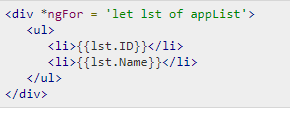 <div *ngFor = 'let lst of appList'>
<ul>
<li>{{lst.ID}}</li>
<li>{{lst.Name}}</li>
</ul>
</div>